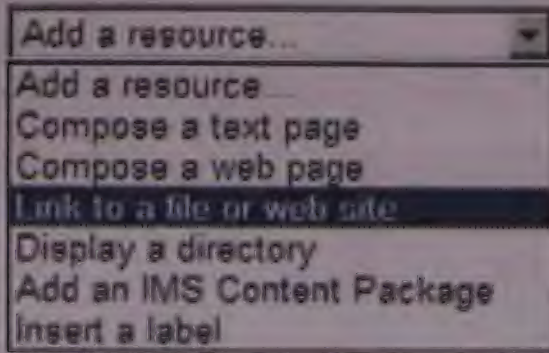 Add a resource...
Add a resource...
Compose a text page
Compose a web page
Link to a file or web site
Display a directory
Add an IMS Content Package
Insert a label